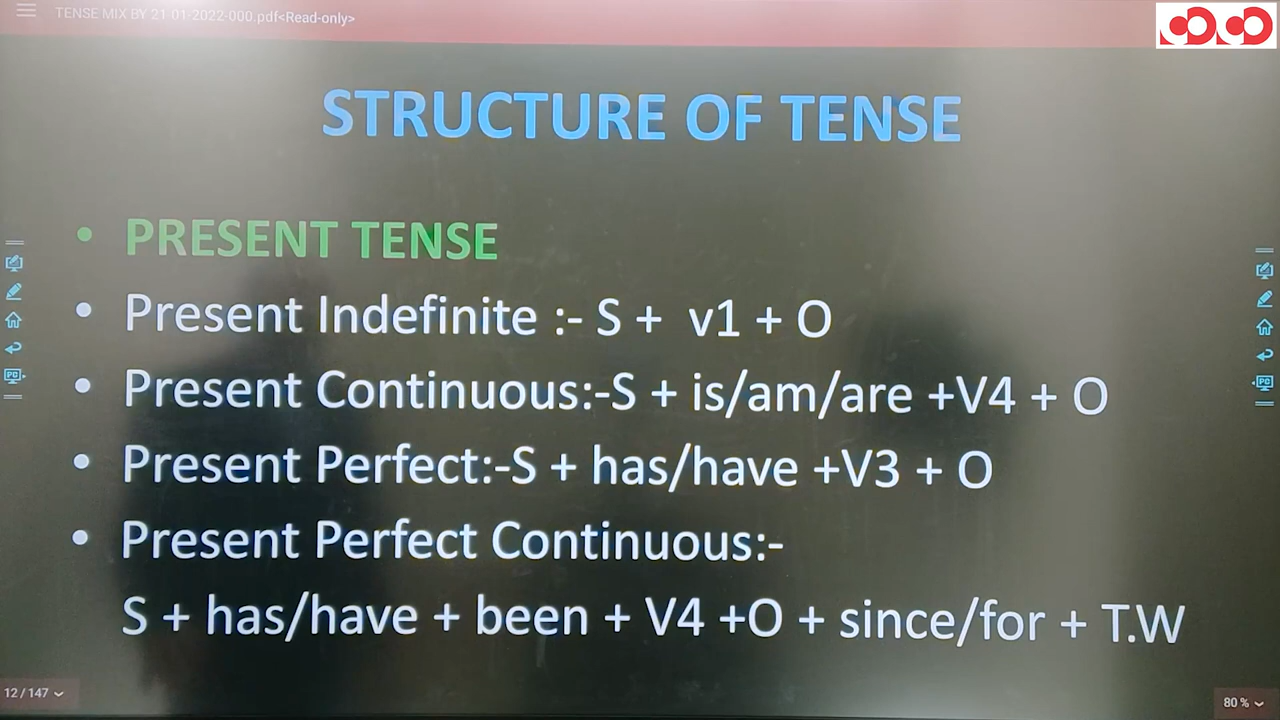 TENSE MIX BY 21-01-2022-000.pdf<Read-only>
STRUCTURE OF TENSE
• PRESENT TENSE
• Present Indefinite :- S + v1 + O
• Present Continuous:-S + is/am/are +V4 + O
• Present Perfect:-S + has/have +V3 + O
• Present Perfect Continuous:-
S + has/have + been + V4 +O + since/for + T.W
PC
PC
12 / 147
80 %